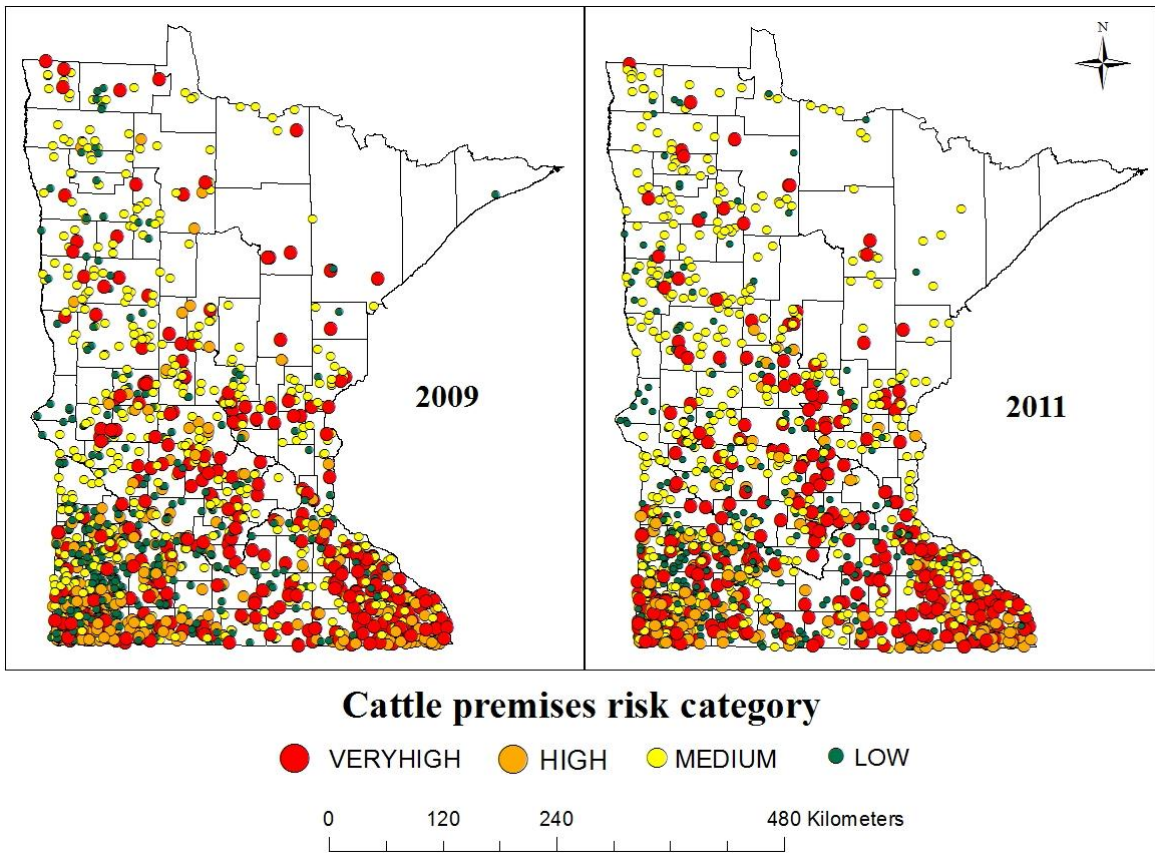 N
2009
2011
Cattle premises risk category
VERYHIGH HIGH MEDIUM LOW
0 120 240 480 Kilometers